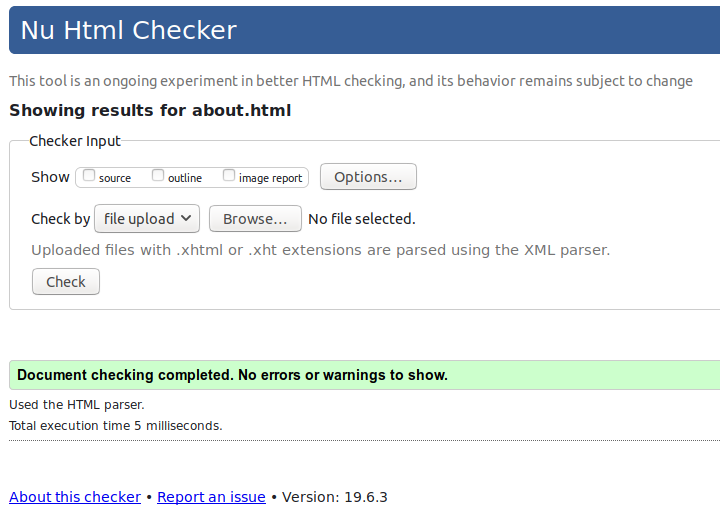 Nu Html Checker
This tool is an ongoing experiment in better HTML checking, and its behavior remains subject to change
Showing results for about.html
Checker Input
Show source outline image report Options...
Check by file upload Browse... No file selected.
Uploaded files with .xhtml or .xht extensions are parsed using the XML parser.
Check
Document checking completed. No errors or warnings to show.
Used the HTML parser.
Total execution time 5 milliseconds.
About this checker • Report an issue • Version: 19.6.3